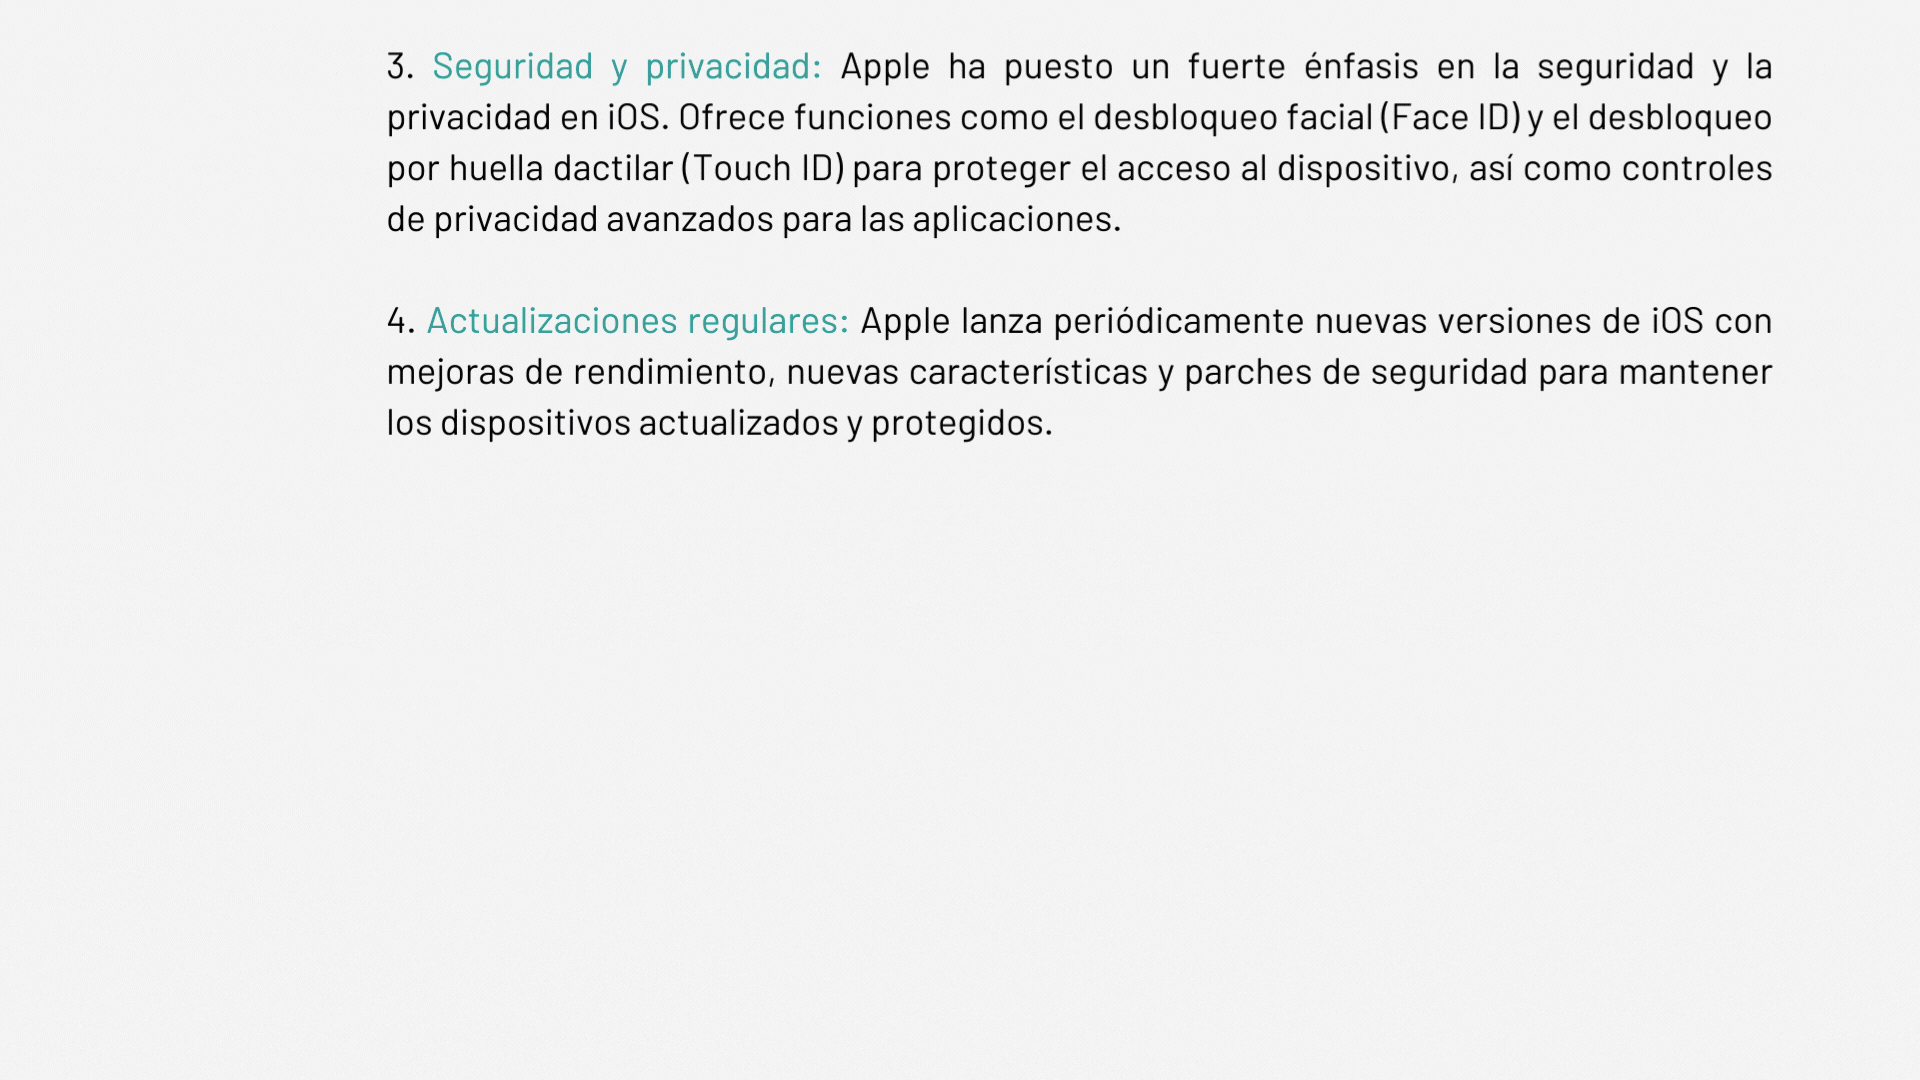 3. Seguridad y privacidad: Apple ha puesto un fuerte énfasis en la seguridad y la
privacidad en iOS. Ofrece funciones como el desbloqueo facial (Face ID) y el desbloqueo
por huella dactilar (Touch ID) para proteger el acceso al dispositivo, así como controles
de privacidad avanzados para las aplicaciones.
4. Actualizaciones regulares: Apple lanza periódicamente nuevas versiones de iOS con
mejoras de rendimiento, nuevas características y parches de seguridad para mantener
los dispositivos actualizados y protegidos.